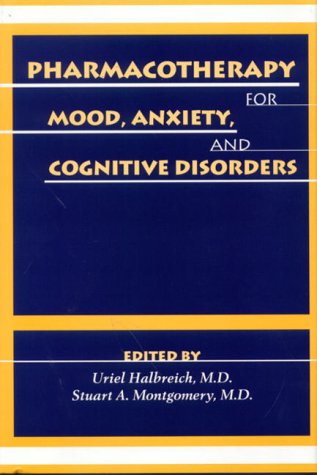 PHARMACOTHERAPY
FOR
MOOD, ANXIETY,
AND
COGNITIVE DISORDERS
EDITED BY
Uriel Halbreich, M.D.
Stuart A. Montgomery, M.D.